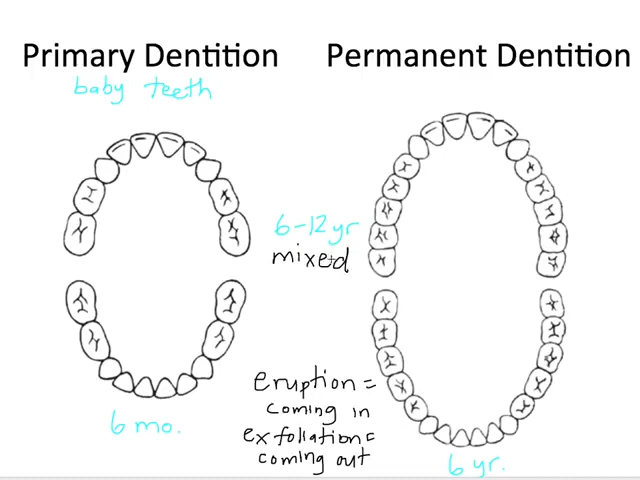 Primary Dentition
baby teeth
Permanent Dentition
6-12 yr
mixed
eruption =
coming in
exfoliation =
coming out
6 mo.
6 yr.